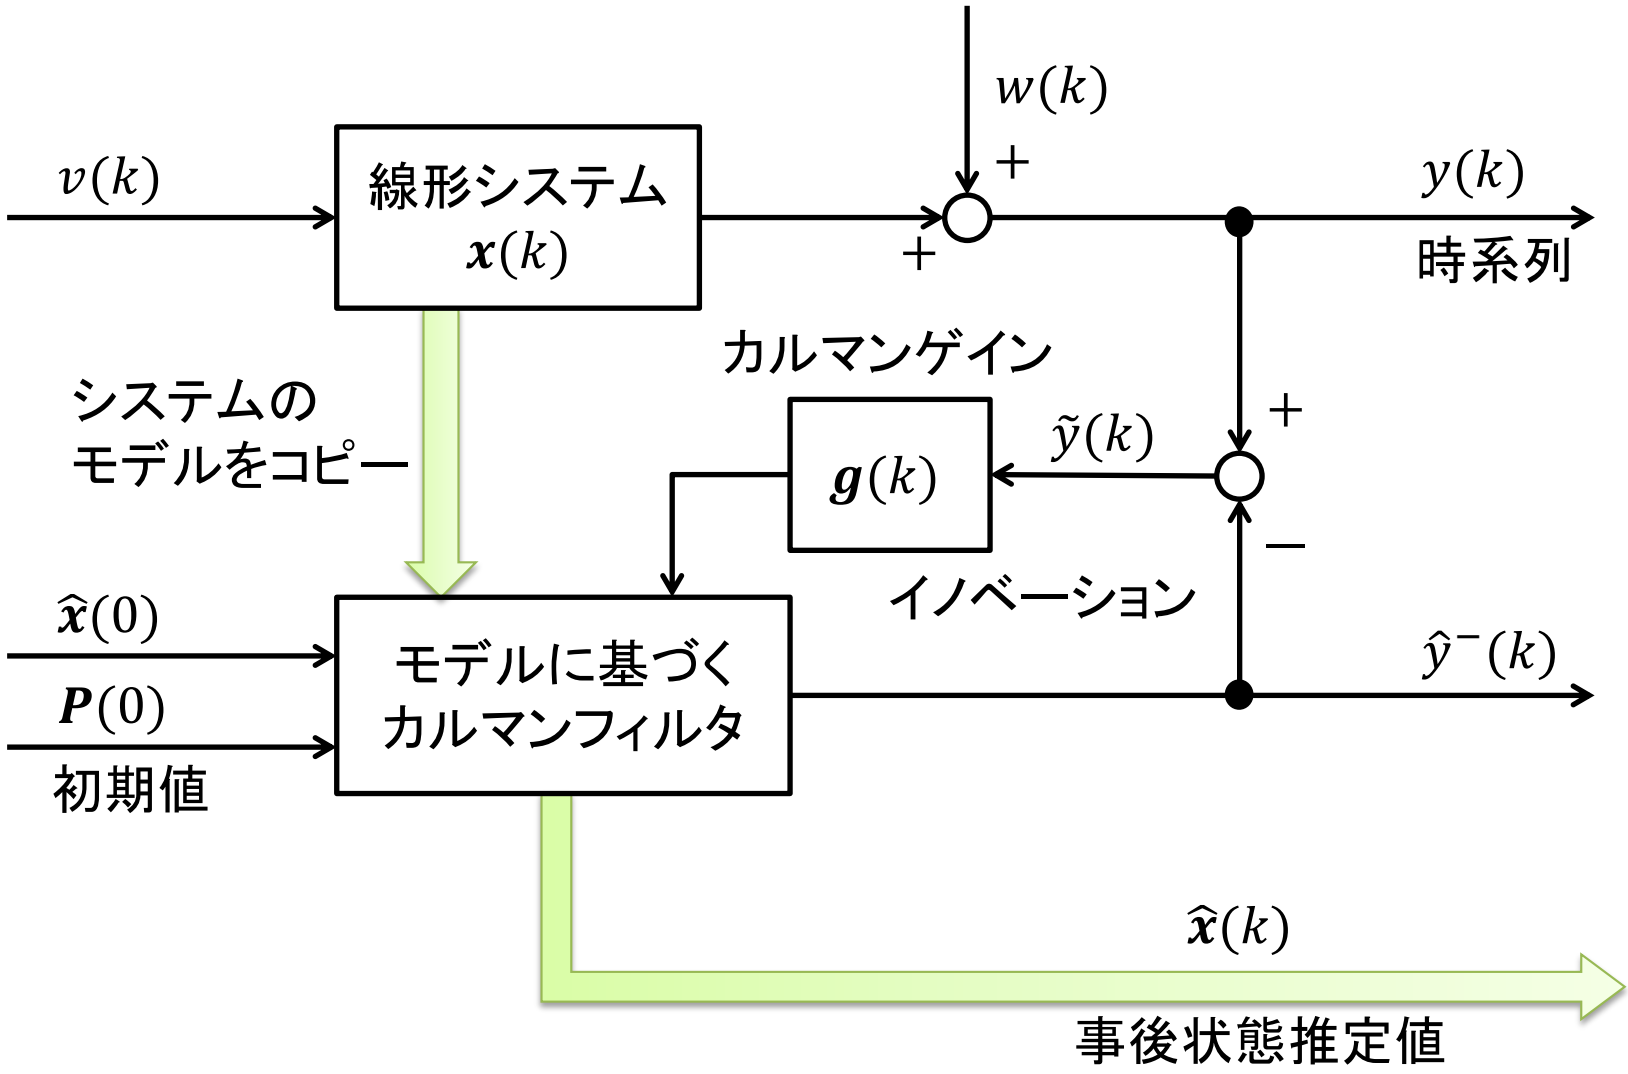 w(k)
+
v(k)
線形システム
x(k)
+
y(k)
時系列
カルマンゲイン
システムの
モデルをコピー
g(k)
ỹ(k)
+
−
イノベーション
x̂(0)
P(0)
初期値
モデルに基づく
カルマンフィルタ
ŷ⁻(k)
x̂(k)
事後状態推定値